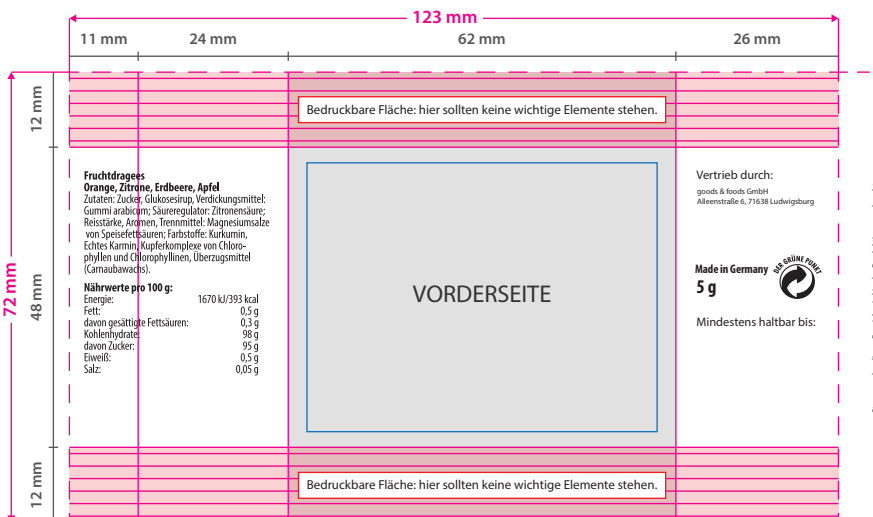 123 mm
11 mm
24 mm
62 mm
26 mm
72 mm
12 mm
48 mm
12 mm
Bedruckbare Fläche: hier sollten keine wichtige Elemente stehen.
Fruchtdragees
Orange, Zitrone, Erdbeere, Apfel
Zutaten: Zucker, Glukosesirup, Verdickungsmittel:
Gummi arabicum; Säureregulator: Zitronensäure;
Reisstärke, Aromen, Trennmittel: Magnesiumsalze
von Speisefettsäuren; Farbstoffe: Kurkumin,
Echtes Karmin, Kupferkomplexe von Chloro-
phyllen und Chlorophyllinen, Überzugsmittel
(Carnaubawachs).
Nährwerte pro 100 g:
Energie: 1670 kJ/393 kcal
Fett: 0,5 g
davon gesättigte Fettsäuren: 0,3 g
Kohlenhydrate: 98 g
davon Zucker: 95 g
Eiweiß: 0,5 g
Salz: 0,05 g
VORDERSEITE
Vertrieb durch:
goods & foods GmbH
Alleenstraße 6, 71638 Ludwigsburg
Made in Germany
5 g
DER GRÜNE PUNKT
Mindestens haltbar bis:
Bedruckbare Fläche: hier sollten keine wichtige Elemente stehen.